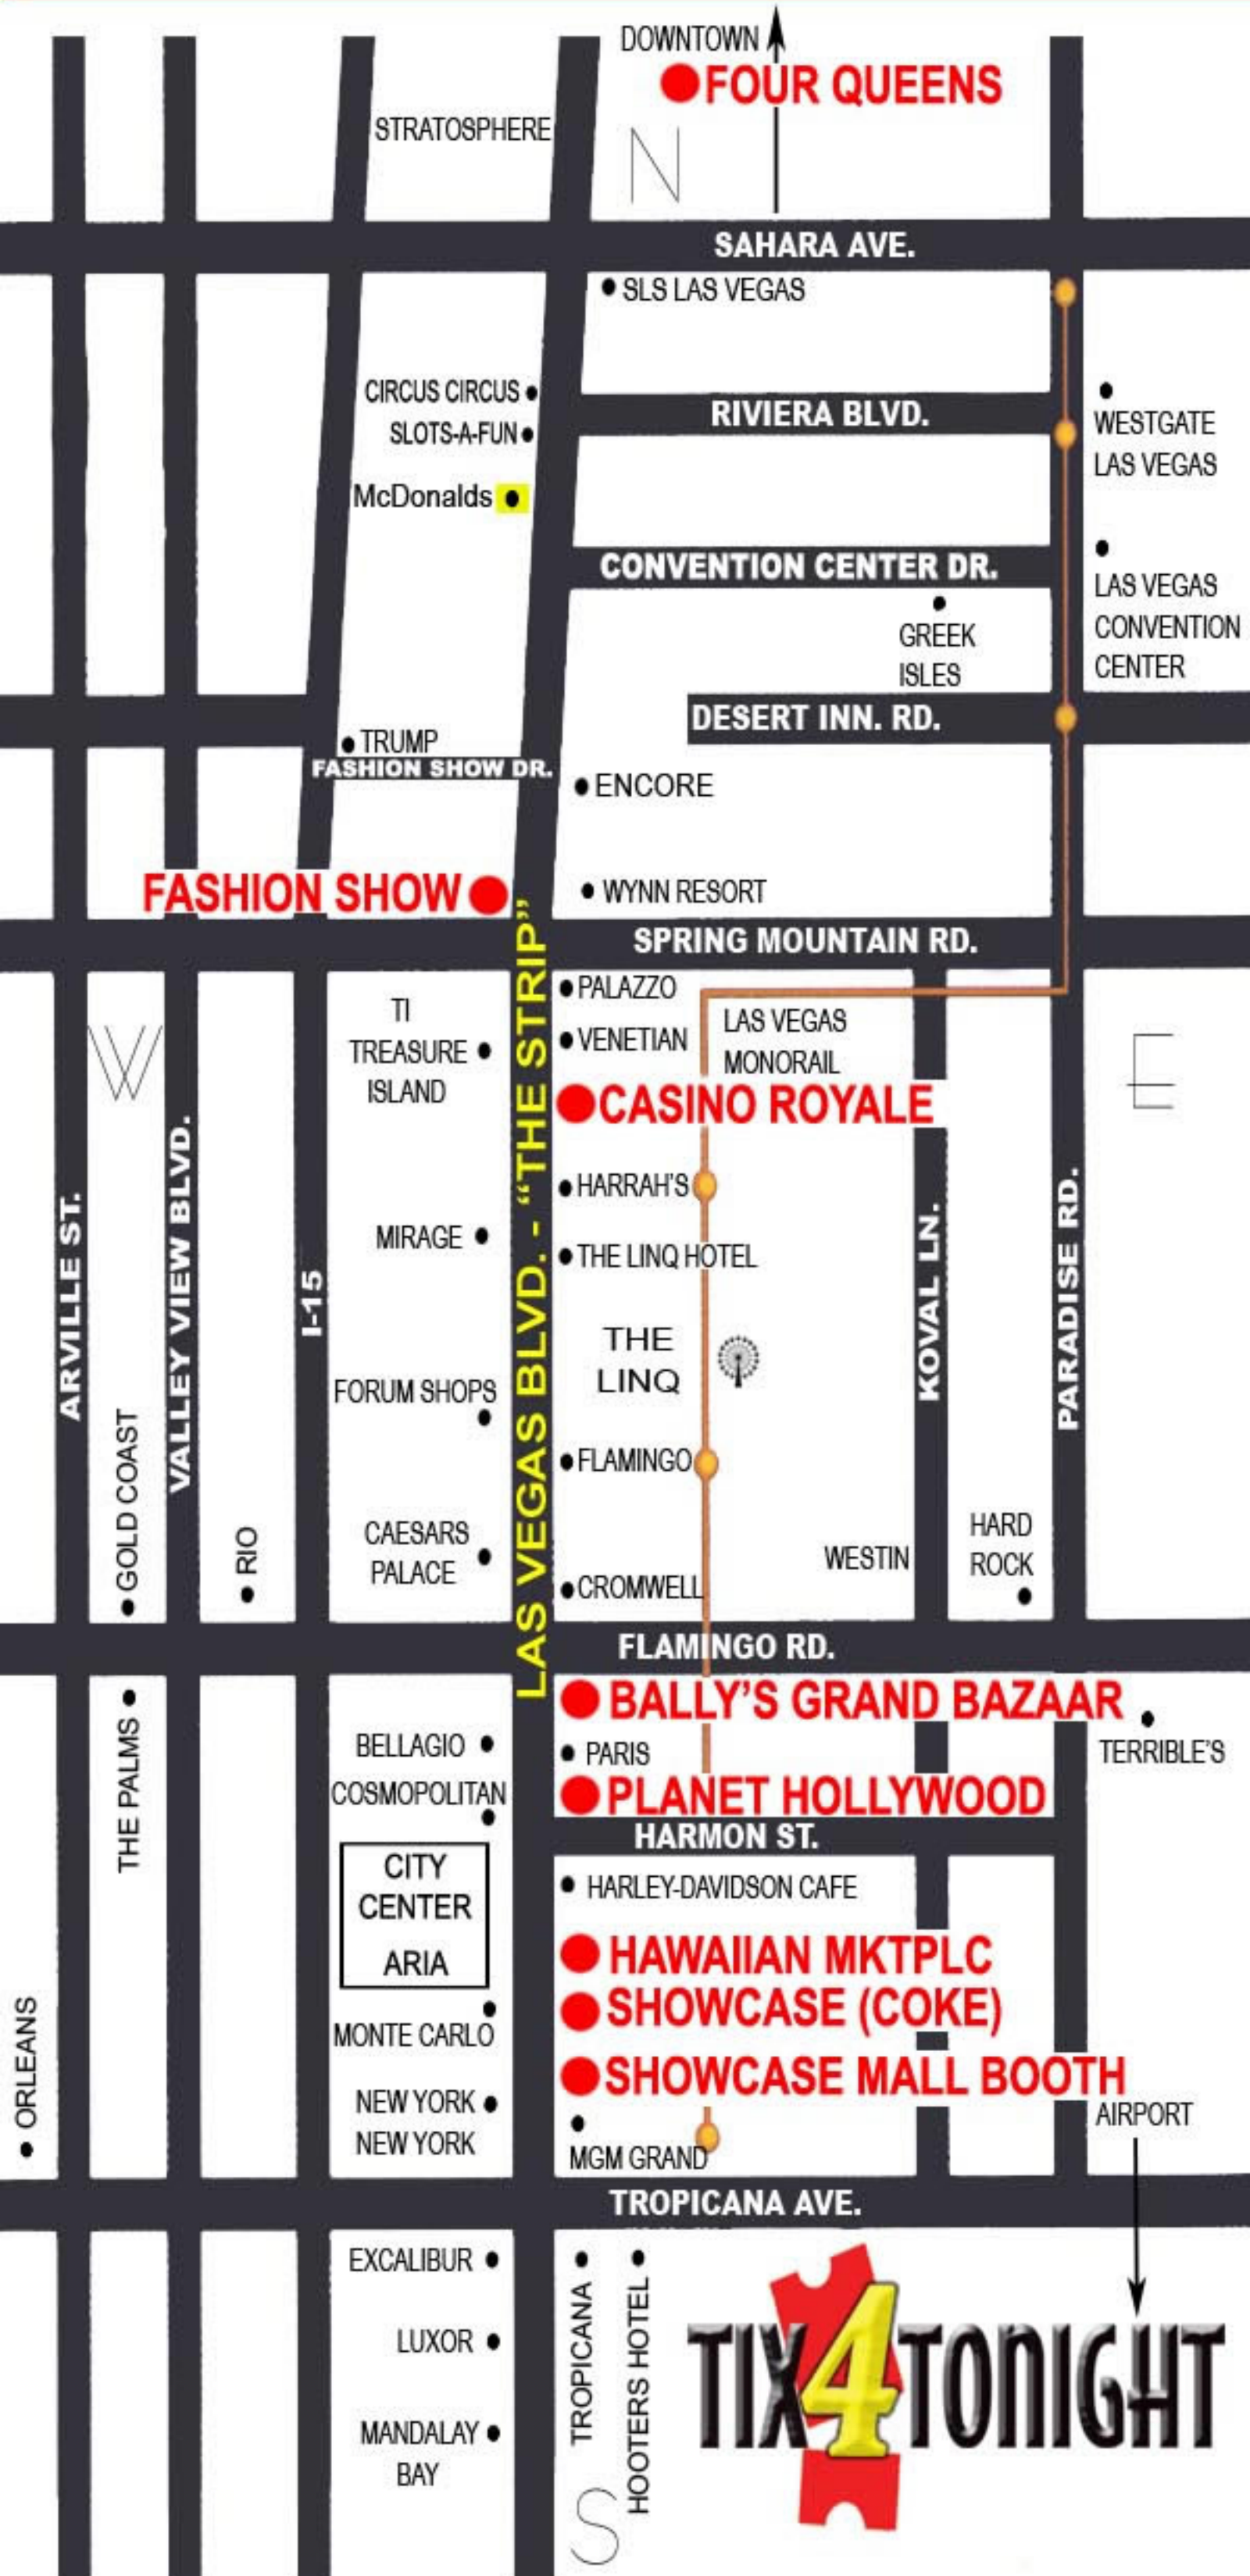 DOWNTOWN
FOUR QUEENS
STRATOSPHERE
N
SAHARA AVE.
SLS LAS VEGAS
CIRCUS CIRCUS
SLOTS-A-FUN
RIVIERA BLVD.
WESTGATE
LAS VEGAS
McDonalds
CONVENTION CENTER DR.
GREEK
ISLES
LAS VEGAS
CONVENTION
CENTER
DESERT INN. RD.
TRUMP
FASHION SHOW DR.
ENCORE
FASHION SHOW
WYNN RESORT
SPRING MOUNTAIN RD.
PALAZZO
TI
TREASURE
ISLAND
VENETIAN
LAS VEGAS
MONORAIL
W
E
CASINO ROYALE
HARRAH'S
MIRAGE
THE LINQ HOTEL
ARVILLE ST.
VALLEY VIEW BLVD.
I-15
LAS VEGAS BLVD. - “THE STRIP”
KOVAL LN.
PARADISE RD.
THE
LINQ
FORUM SHOPS
FLAMINGO
GOLD COAST
RIO
CAESARS
PALACE
CROMWELL
WESTIN
HARD
ROCK
FLAMINGO RD.
BALLY’S GRAND BAZAAR
THE PALMS
BELLAGIO
PARIS
TERRIBLE'S
COSMOPOLITAN
PLANET HOLLYWOOD
HARMON ST.
CITY
CENTER
ARIA
HARLEY-DAVIDSON CAFE
HAWAIIAN MKTPLC
SHOWCASE (COKE)
MONTE CARLO
SHOWCASE MALL BOOTH
ORLEANS
NEW YORK
NEW YORK
MGM GRAND
AIRPORT
TROPICANA AVE.
EXCALIBUR
LUXOR
MANDALAY
BAY
TROPICANA
HOOTERS HOTEL
S
TIX4TONIGHT